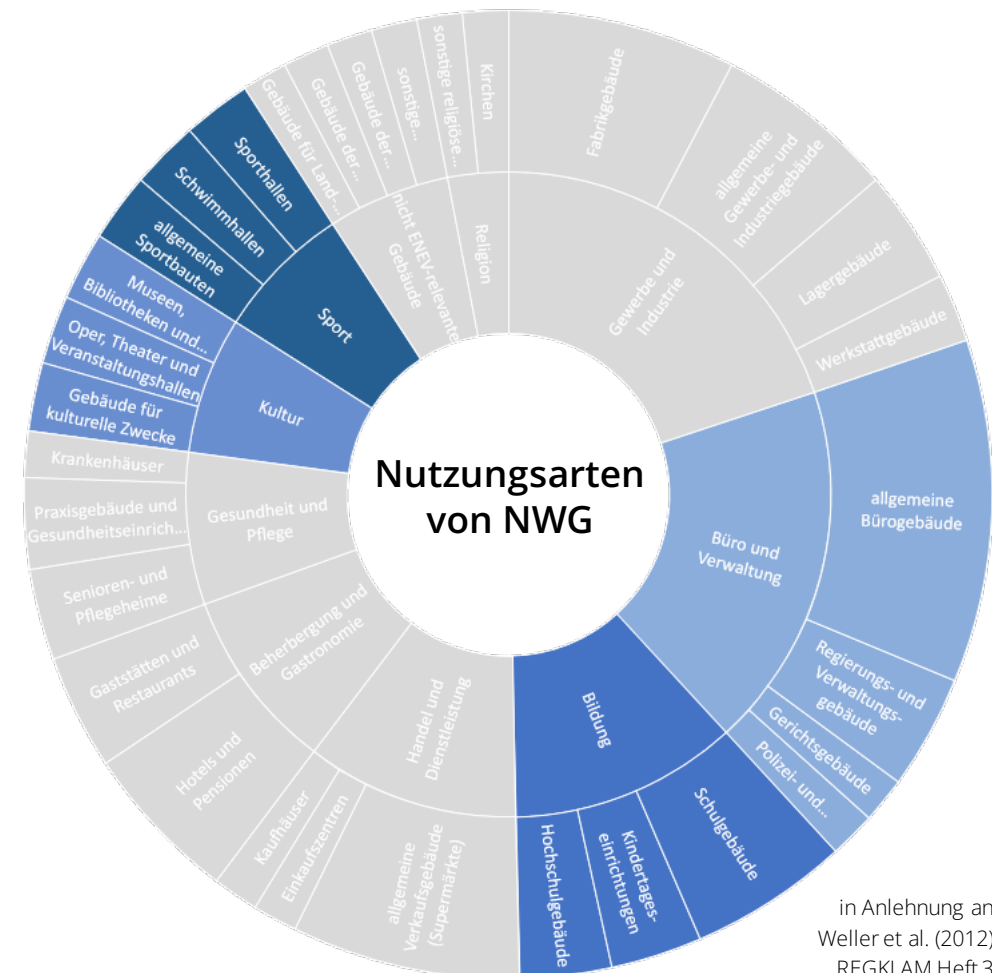 Nutzungsarten
von NWG
Gewerbe und
Industrie
Fabrikgebäude
allgemeine
Gewerbe- und
Industriegebäude
Lagergebäude
Werkstattgebäude
Büro und
Verwaltung
allgemeine
Bürogebäude
Regierungs- und
Verwaltungs-
gebäude
Gerichtsgebäude
Polizei- und...
Bildung
Schulgebäude
Kindertages-
einrichtungen
Hochschulgebäude
Handel und
Dienstleistung
allgemeine
Verkaufsgebäude
(Supermärkte)
Einkaufszentren
Kaufhäuser
Beherbergung und
Gastronomie
Hotels und
Pensionen
Gaststätten und
Restaurants
Gesundheit und
Pflege
Senioren- und
Pflegeheime
Praxisgebäude und
Gesundheitseinrich...
Krankenhäuser
Kultur
Gebäude für
kulturelle Zwecke
Oper, Theater und
Veranstaltungshallen
Museen,
Bibliotheken und...
Sport
allgemeine
Sportbauten
Schwimmhallen
Sporthallen
nicht ENEV-relevante
Gebäude
Gebäude für Land-...
Gebäude der...
Gebäude der...
sonstige...
Religion
sonstige religiöse...
Kirchen
in Anlehnung an
Weller et al. (2012)
REGKLAM Heft 3